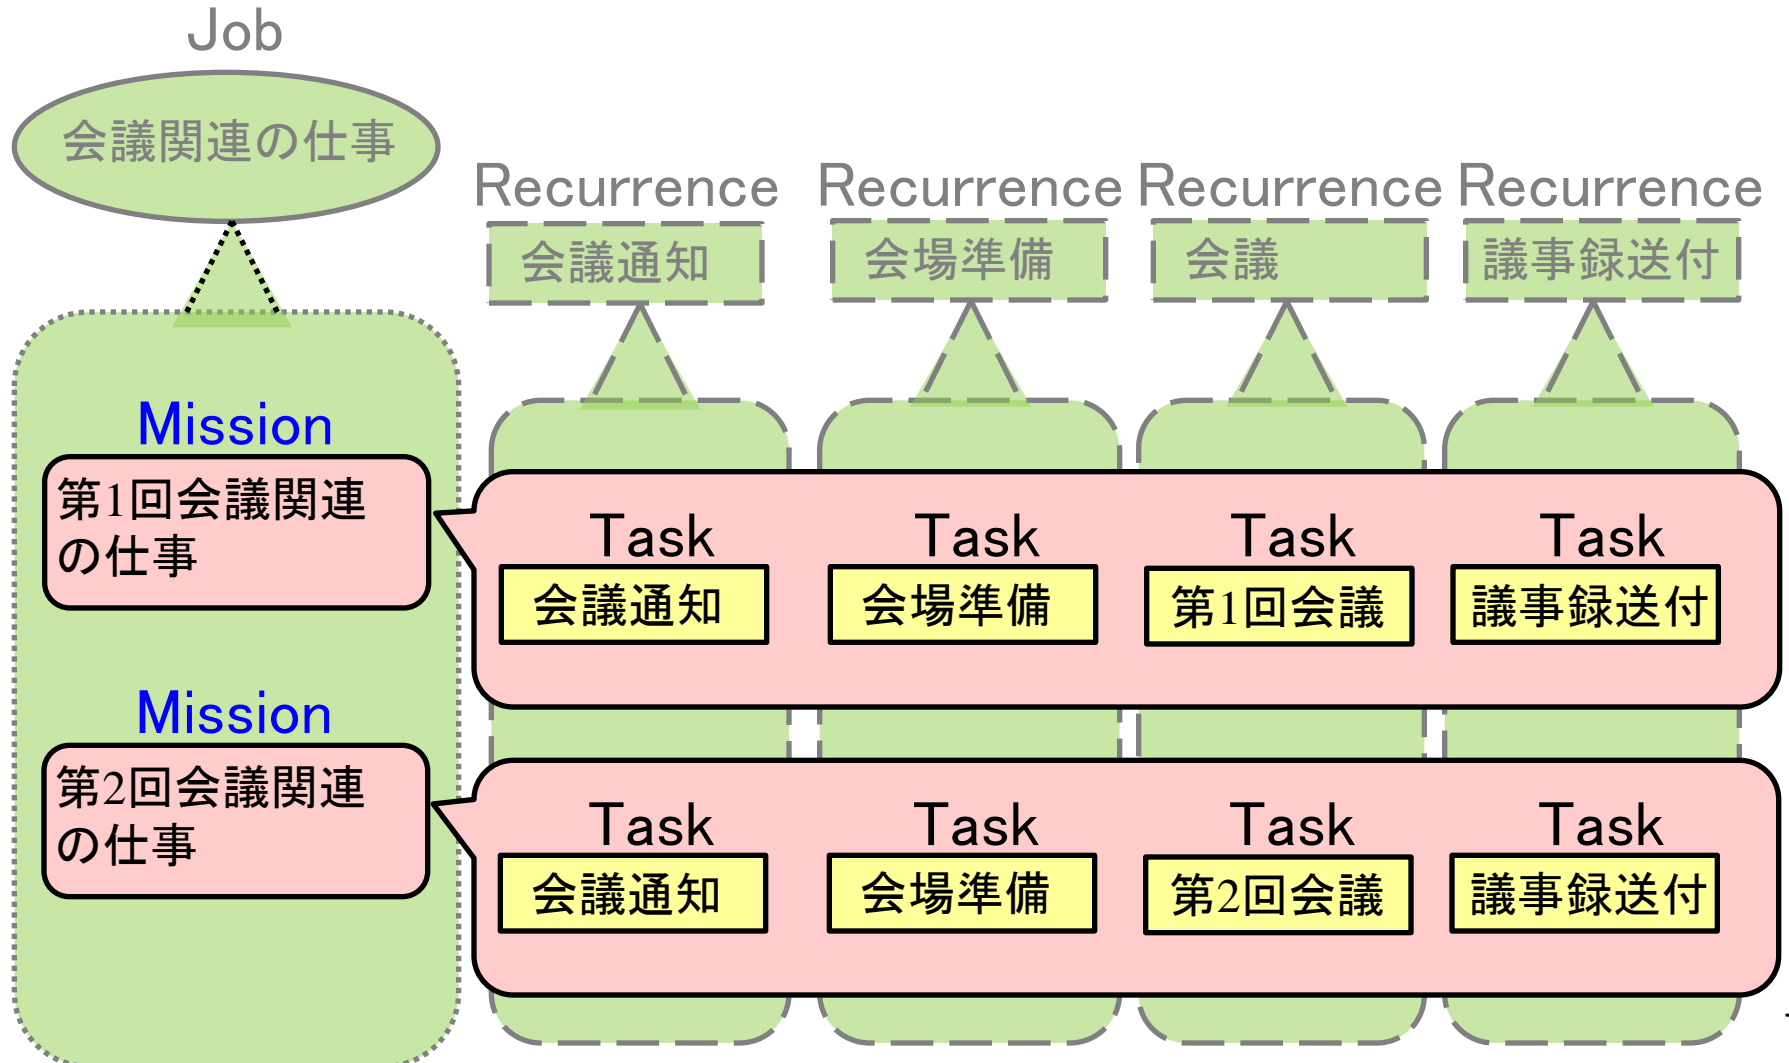 Job
会議関連の仕事
Recurrence Recurrence Recurrence Recurrence
会議通知 会場準備 会議 議事録送付
Mission
第1回会議関連
の仕事
Task Task Task Task
会議通知 会場準備 第1回会議 議事録送付
Mission
第2回会議関連
の仕事
Task Task Task Task
会議通知 会場準備 第2回会議 議事録送付